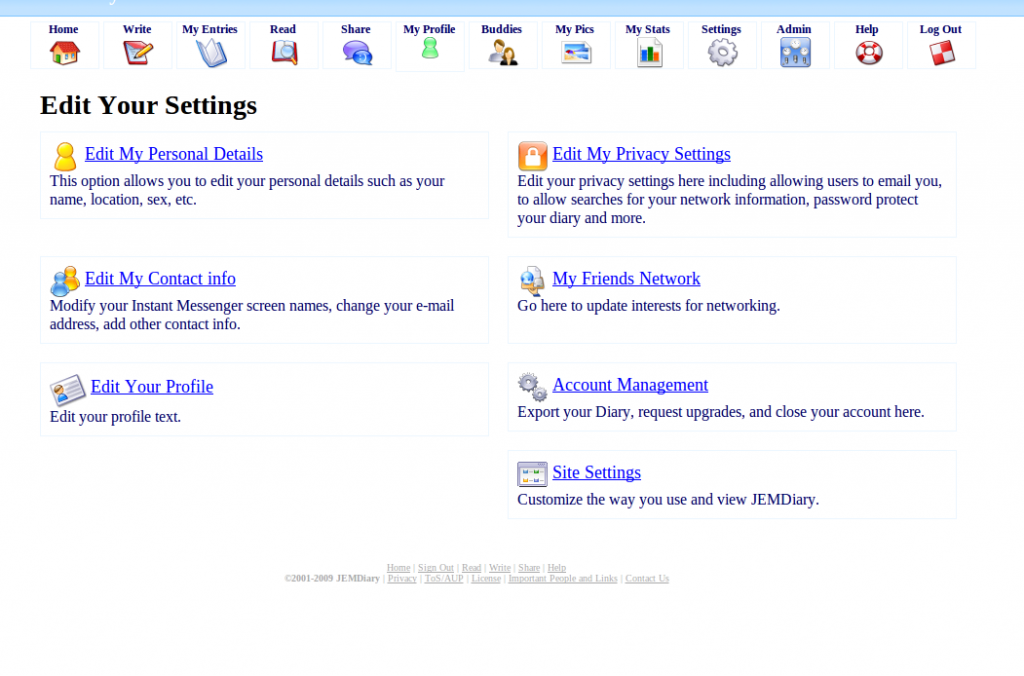 Home Write My Entries Read Share My Profile Buddies My Pics My Stats Settings Admin Help Log Out
Edit Your Settings
Edit My Personal Details
This option allows you to edit your personal details such as your
name, location, sex, etc.
Edit My Privacy Settings
Edit your privacy settings here including allowing users to email you,
to allow searches for your network information, password protect
your diary and more.
Edit My Contact info
Modify your Instant Messenger screen names, change your e-mail
address, add other contact info.
My Friends Network
Go here to update interests for networking.
Edit Your Profile
Edit your profile text.
Account Management
Export your Diary, request upgrades, and close your account here.
Site Settings
Customize the way you use and view JEMDiary.
Home | Sign Out | Read | Write | Share | Help
©2001-2009 JEMDiary | Privacy | ToS/AUP | License | Important People and Links | Contact Us